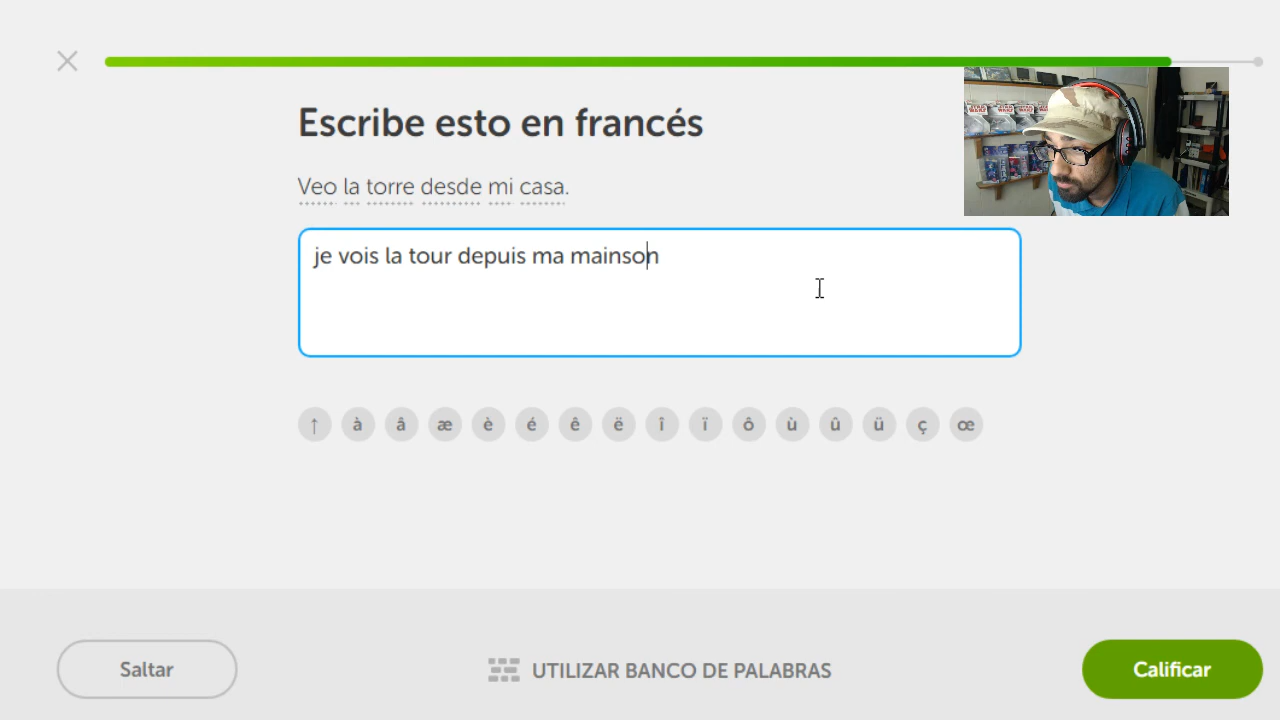 Escribe esto en francés
Veo la torre desde mi casa.
je vois la tour depuis ma mainson
↑ à â æ è é ê ë î ï ô ù û ü ç œ
Saltar
UTILIZAR BANCO DE PALABRAS
Calificar